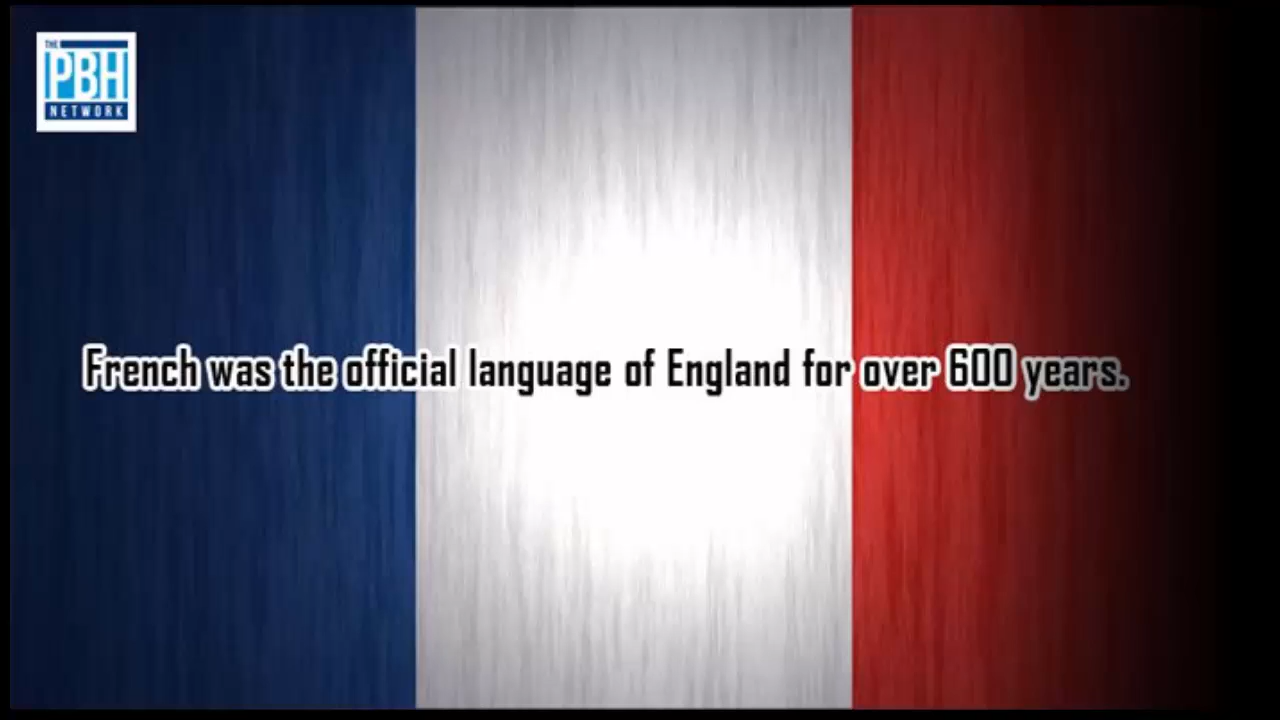 THE
PBH
NETWORK
French was the official language of England for over 600 years.